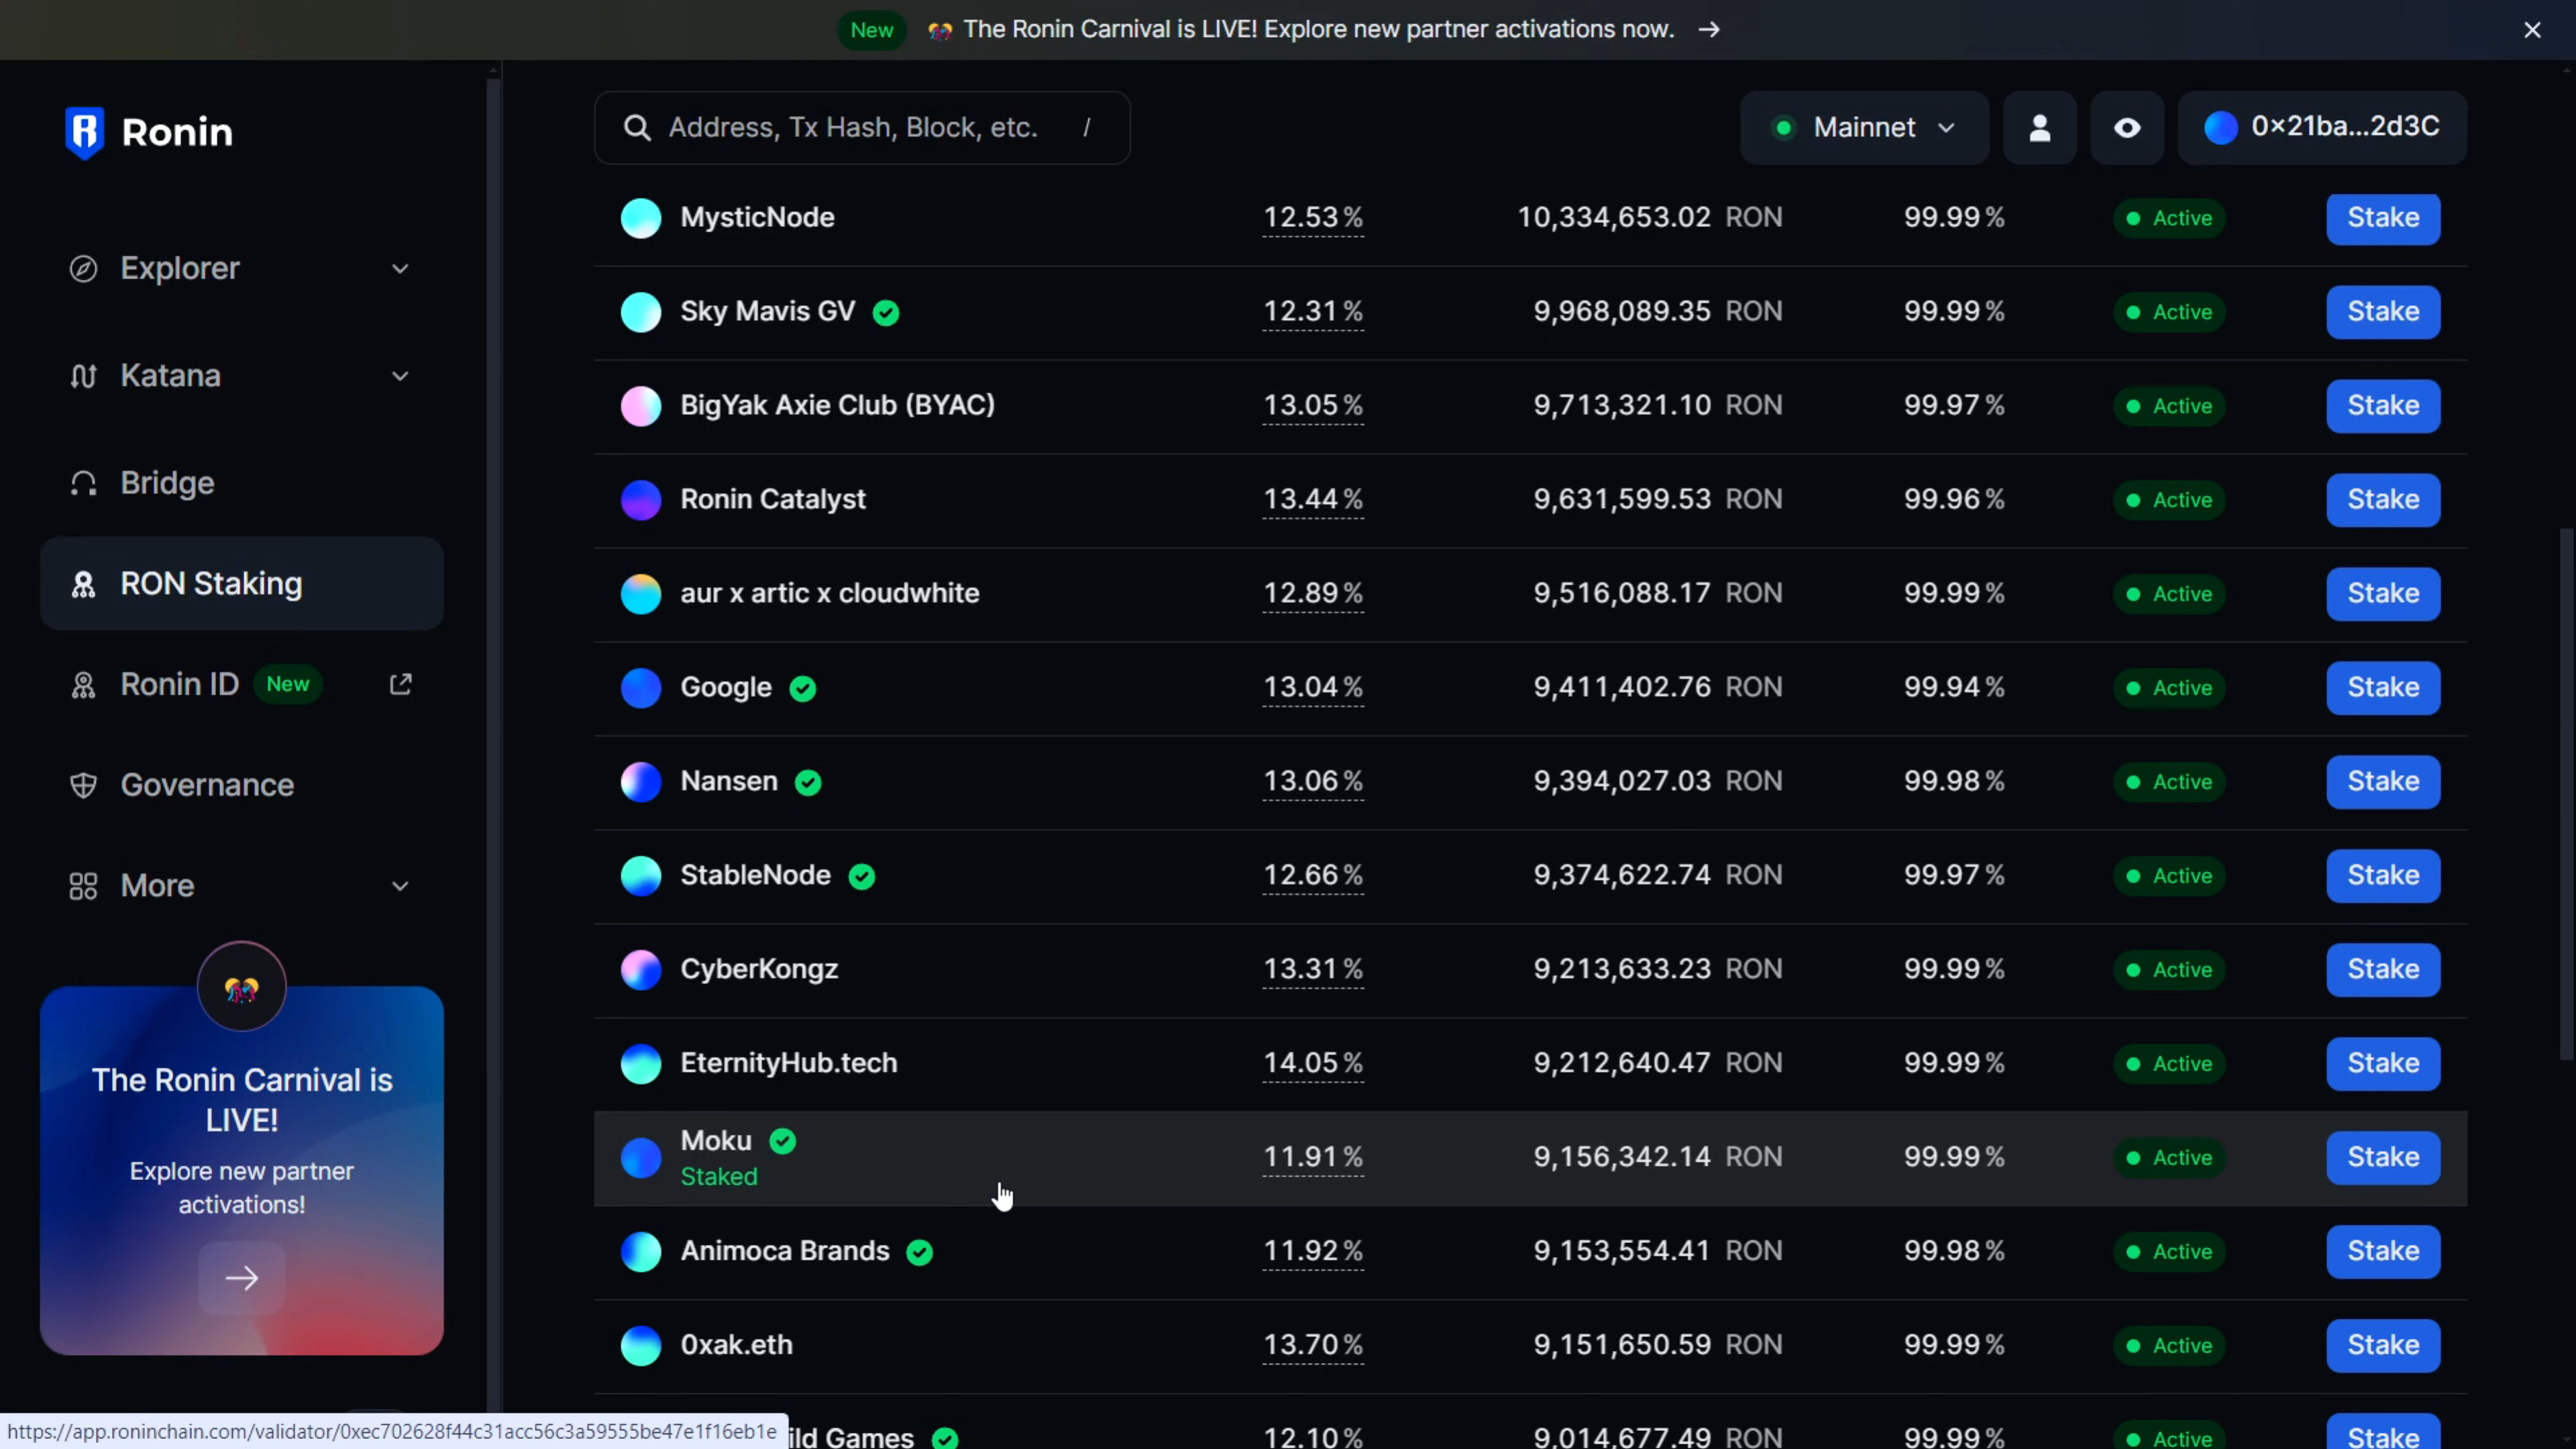 New The Ronin Carnival is LIVE! Explore new partner activations now. →
Ronin
Address, Tx Hash, Block, etc. /
Mainnet
0×21ba...2d3C
Explorer
Katana
Bridge
RON Staking
Ronin ID New
Governance
More
The Ronin Carnival is
LIVE!
Explore new partner
activations!
MysticNode 12.53% 10,334,653.02 RON 99.99% Active Stake
Sky Mavis GV 12.31% 9,968,089.35 RON 99.99% Active Stake
BigYak Axie Club (BYAC) 13.05% 9,713,321.10 RON 99.97% Active Stake
Ronin Catalyst 13.44% 9,631,599.53 RON 99.96% Active Stake
aur x artic x cloudwhite 12.89% 9,516,088.17 RON 99.99% Active Stake
Google 13.04% 9,411,402.76 RON 99.94% Active Stake
Nansen 13.06% 9,394,027.03 RON 99.98% Active Stake
StableNode 12.66% 9,374,622.74 RON 99.97% Active Stake
CyberKongz 13.31% 9,213,633.23 RON 99.99% Active Stake
EternityHub.tech 14.05% 9,212,640.47 RON 99.99% Active Stake
Moku 11.91% 9,156,342.14 RON 99.99% Active Stake
Staked
Animoca Brands 11.92% 9,153,554.41 RON 99.98% Active Stake
0xak.eth 13.70% 9,151,650.59 RON 99.99% Active Stake
ild Games 12.10% 9,014,677.49 RON 99.99% Active Stake
https://app.roninchain.com/validator/0xec702628f44c31acc56c3a59555be47e1f16eb1e